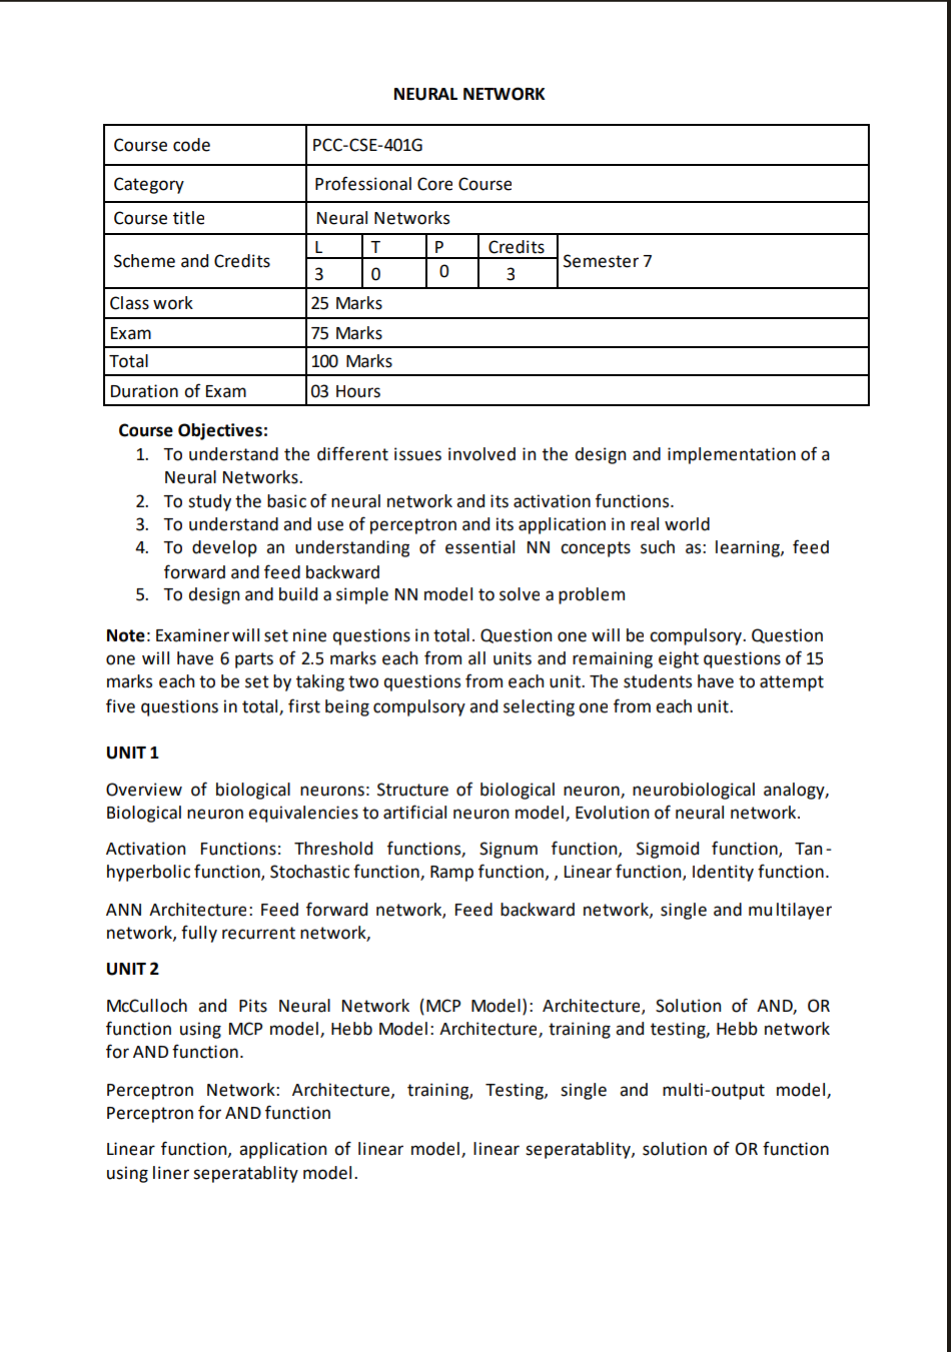 NEURAL NETWORK
Course code PCC-CSE-401G
Category Professional Core Course
Course title Neural Networks
Scheme and Credits L T P Credits Semester 7
3 0 0 3
Class work 25 Marks
Exam 75 Marks
Total 100 Marks
Duration of Exam 03 Hours
Course Objectives:
1. To understand the different issues involved in the design and implementation of a
Neural Networks.
2. To study the basic of neural network and its activation functions.
3. To understand and use of perceptron and its application in real world
4. To develop an understanding of essential NN concepts such as: learning, feed
forward and feed backward
5. To design and build a simple NN model to solve a problem
Note: Examiner will set nine questions in total. Question one will be compulsory. Question
one will have 6 parts of 2.5 marks each from all units and remaining eight questions of 15
marks each to be set by taking two questions from each unit. The students have to attempt
five questions in total, first being compulsory and selecting one from each unit.
UNIT 1
Overview of biological neurons: Structure of biological neuron, neurobiological analogy,
Biological neuron equivalencies to artificial neuron model, Evolution of neural network.
Activation Functions: Threshold functions, Signum function, Sigmoid function, Tan-
hyperbolic function, Stochastic function, Ramp function, , Linear function, Identity function.
ANN Architecture: Feed forward network, Feed backward network, single and multilayer
network, fully recurrent network,
UNIT 2
McCulloch and Pits Neural Network (MCP Model): Architecture, Solution of AND, OR
function using MCP model, Hebb Model: Architecture, training and testing, Hebb network
for AND function.
Perceptron Network: Architecture, training, Testing, single and multi-output model,
Perceptron for AND function
Linear function, application of linear model, linear seperatablity, solution of OR function
using liner seperatablity model.